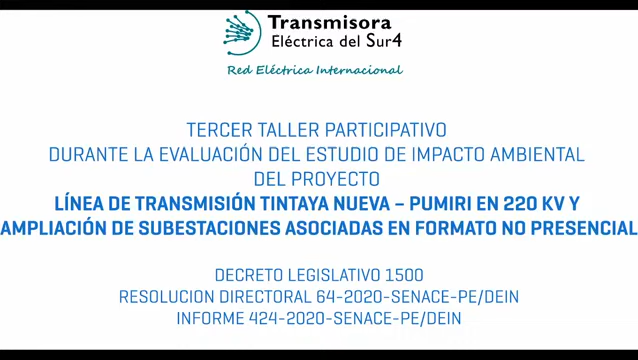 Transmisora
Eléctrica del Sur4
Red Eléctrica Internacional
TERCER TALLER PARTICIPATIVO
DURANTE LA EVALUACIÓN DEL ESTUDIO DE IMPACTO AMBIENTAL
DEL PROYECTO
LÍNEA DE TRANSMISIÓN TINTAYA NUEVA – PUMIRI EN 220 KV Y
AMPLIACIÓN DE SUBESTACIONES ASOCIADAS EN FORMATO NO PRESENCIAL
DECRETO LEGISLATIVO 1500
RESOLUCION DIRECTORAL 64-2020-SENACE-PE/DEIN
INFORME 424-2020-SENACE-PE/DEIN